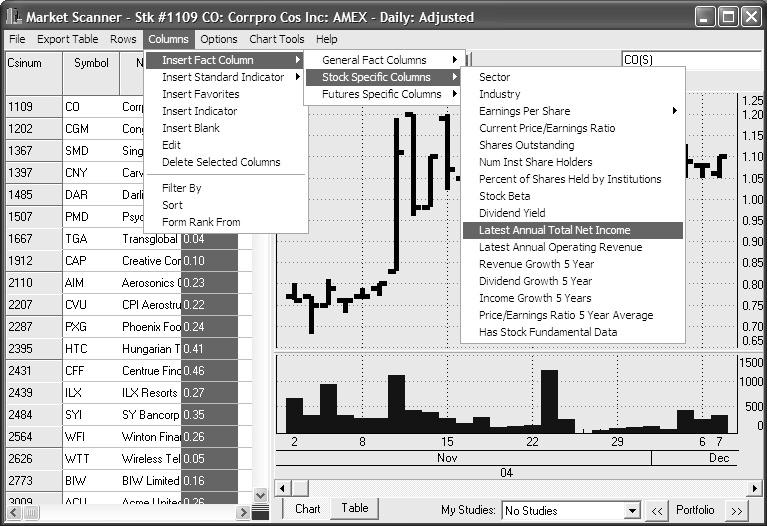 Market Scanner - Stk #1109 CO: Corrpro Cos Inc: AMEX - Daily: Adjusted
File Export Table Rows Columns Options Chart Tools Help
Csinum Symbol N
CO(S)
Insert Fact Column
Insert Standard Indicator
Insert Favorites
Insert Indicator
Insert Blank
Edit
Delete Selected Columns
Filter By
Sort
Form Rank From
General Fact Columns
Stock Specific Columns
Futures Specific Columns
Sector
Industry
Earnings Per Share
Current Price/Earnings Ratio
Shares Outstanding
Num Inst Share Holders
Percent of Shares Held by Institutions
Stock Beta
Dividend Yield
Latest Annual Total Net Income
Latest Annual Operating Revenue
Revenue Growth 5 Year
Dividend Growth 5 Year
Income Growth 5 Years
Price/Earnings Ratio 5 Year Average
Has Stock Fundamental Data
1109 CO Corr
1202 CGM Cong
1367 SMD Sing
1397 CNY Carv
1485 DAR Darli
1507 PMD Psyc
1667 TGA Transglobal 0.04
1912 CAP Creative Cor 0.10
2110 AIM Aerosonics 0.23
2207 CVU CPI Aerostru 0.22
2287 PXG Phoenix Foo 0.24
2395 HTC Hungarian T 0.41
2431 CFF Centrue Fin 0.46
2439 ILX ILX Resorts 0.27
2484 SYI SY Bancorp 0.35
2564 WFI Winton Fina 0.26
2626 WTT Wireless Tel 0.05
2773 BIW BIW Limited 0.16
3009 ACU Acme United 0.26
1.25
1.20
1.15
1.10
1.05
1.00
0.95
0.90
0.85
0.80
0.75
0.70
0.65
1500
1000
500
0
2 8 15 22 29 6 7
Nov Dec
04
Chart Table My Studies: No Studies << Portfolio >>